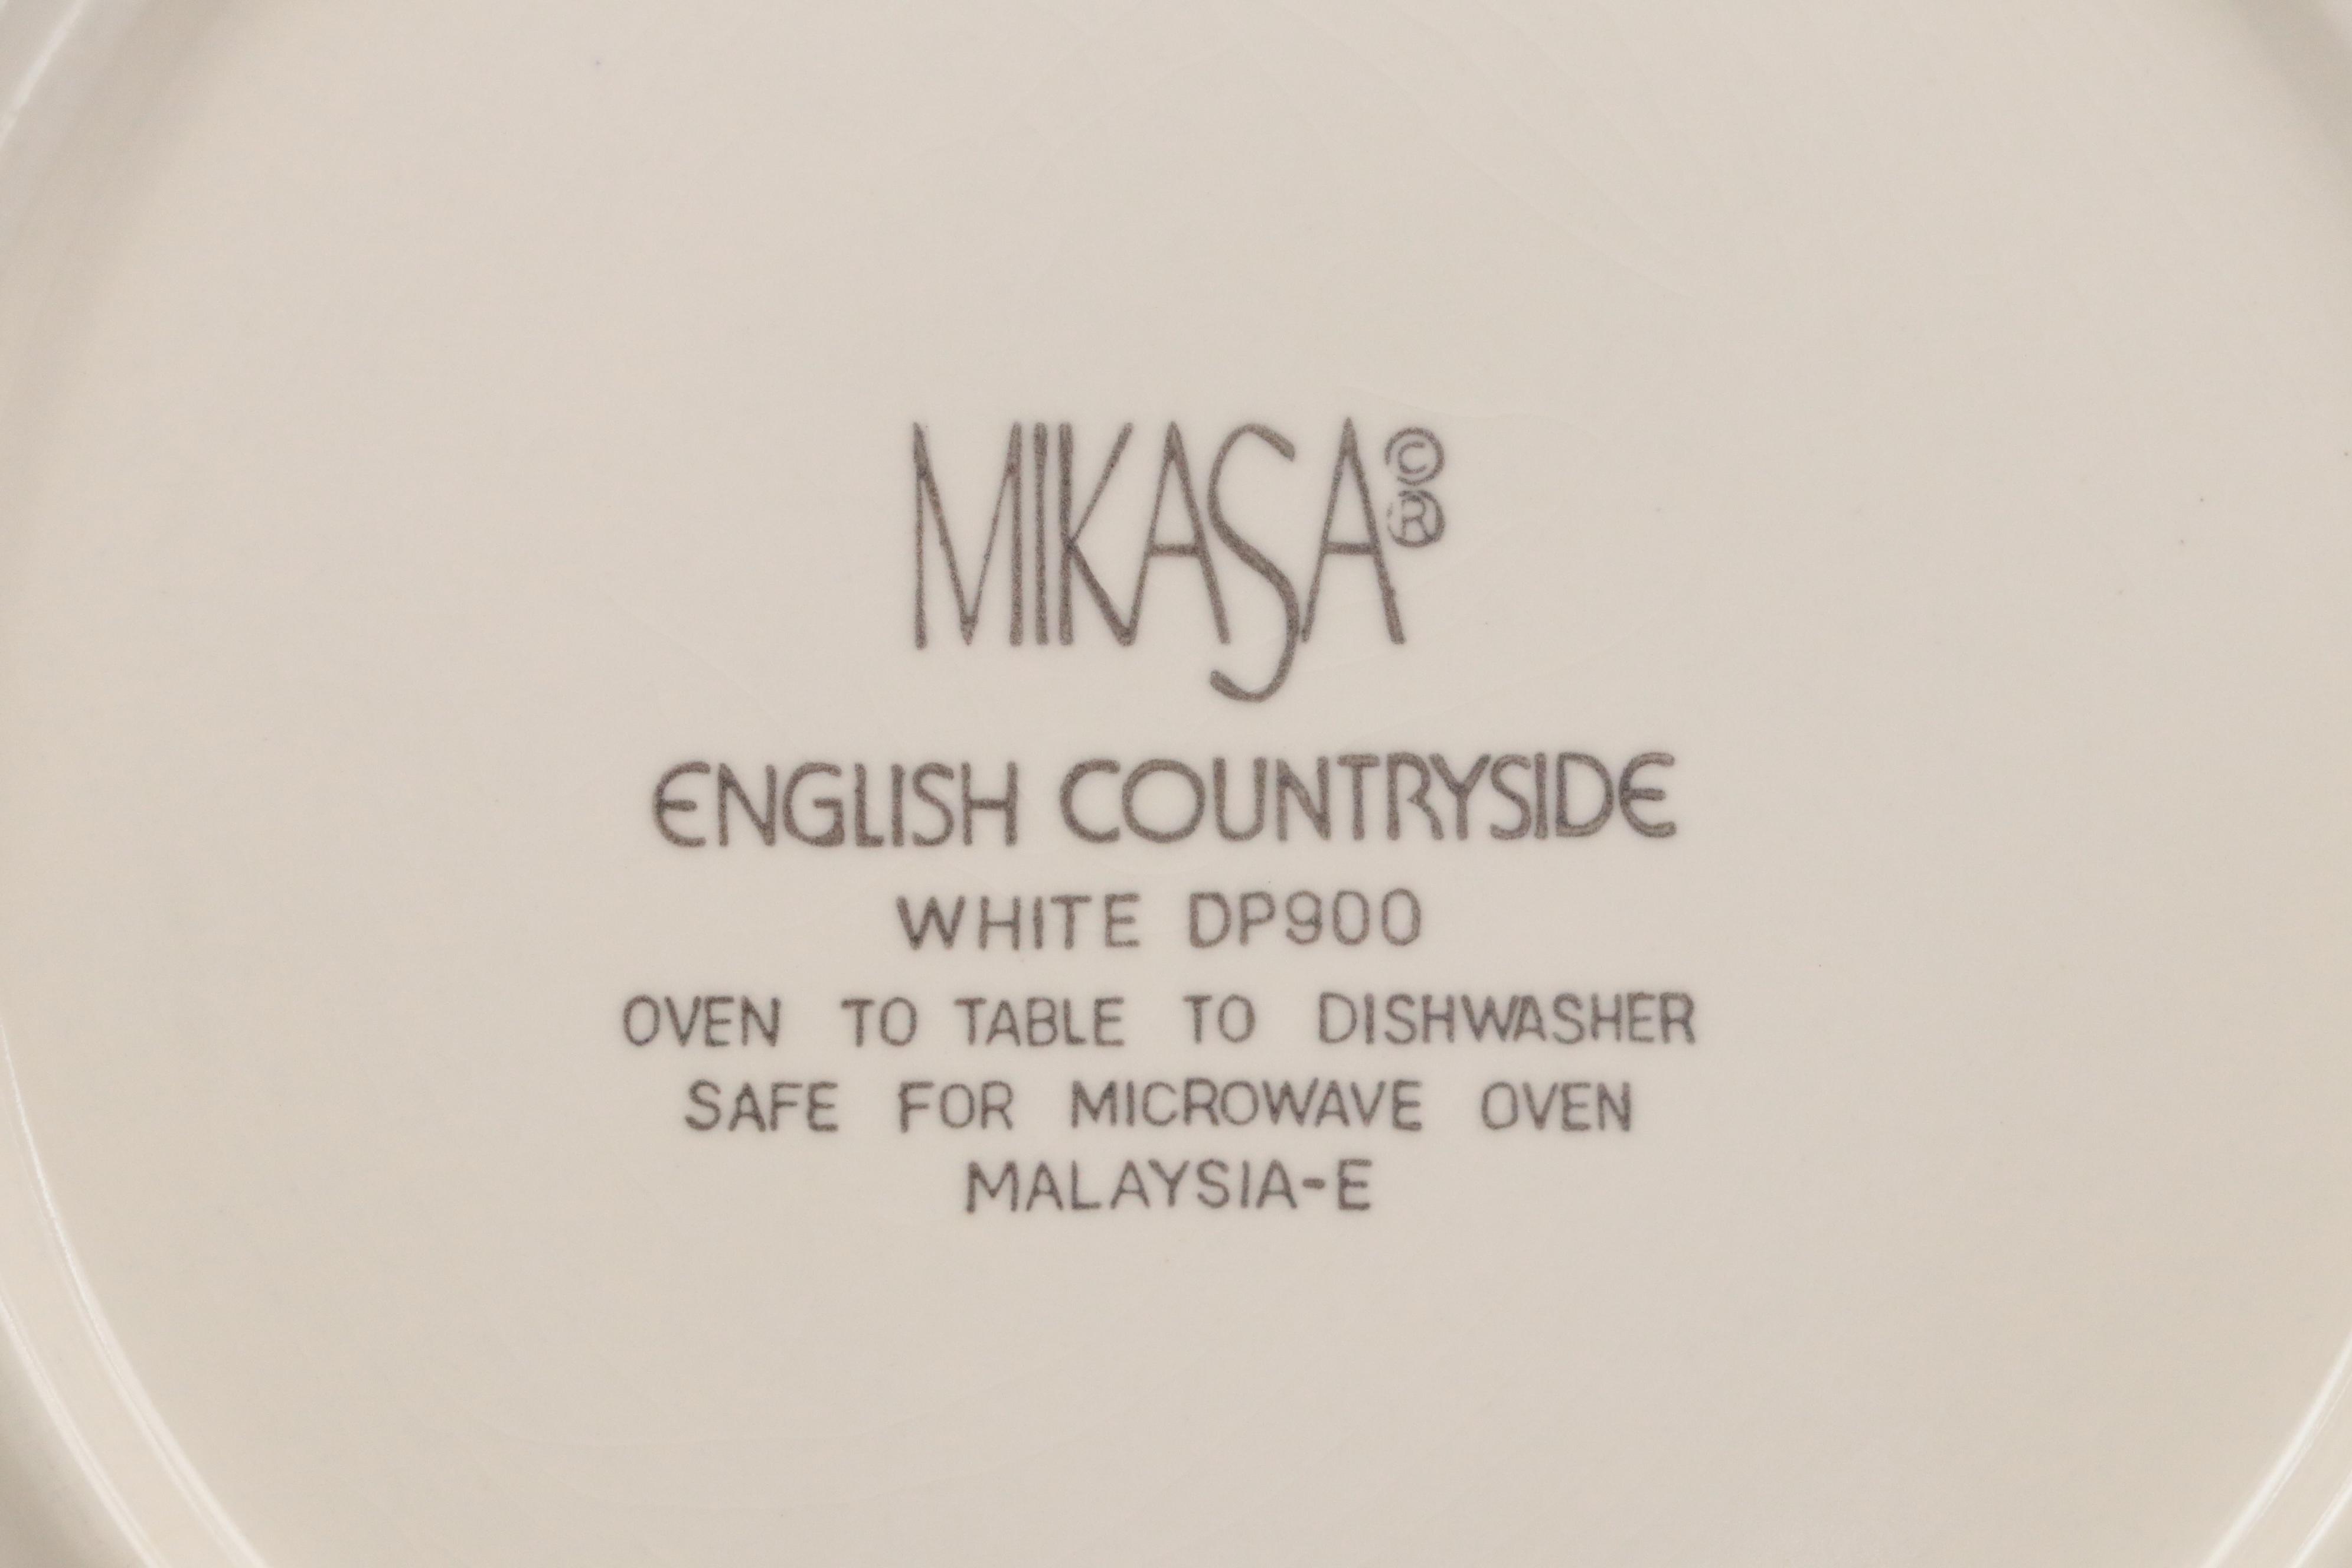 MIKASA©®
ENGLISH COUNTRYSIDE
WHITE DP900
OVEN TO TABLE TO DISHWASHER
SAFE FOR MICROWAVE OVEN
MALAYSIA-E